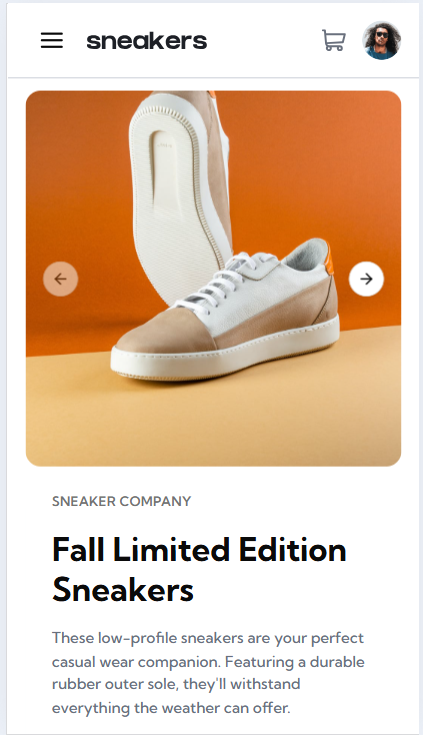 sneakers
SNEAKER COMPANY
Fall Limited Edition
Sneakers
These low-profile sneakers are your perfect
casual wear companion. Featuring a durable
rubber outer sole, they'll withstand
everything the weather can offer.